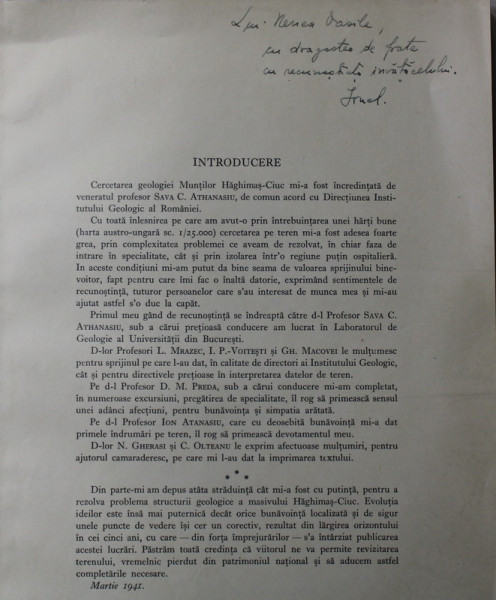 Lui Nenea Vasile,
cu dragostea de frate
cu recunoștința învățăcelului.
INTRODUCERE
Cercetarea geologiei Munților Hăghimaș-Ciuc mi-a fost încredințată de
veneratul profesor SAVA C. ATHANASIU, de comun acord cu Direcțiunea Insti-
tutului Geologic al României.
Cu toată înlesnirea pe care am avut-o prin întrebuințarea unei hărți bune
(harta austro-ungară sc. 1/25.000) cercetarea pe teren mi-a fost adesea foarte
grea, prin complexitatea problemei ce aveam de rezolvat, în chiar faza de
intrare în specialitate, cât și prin izolarea într'o regiune puțin ospitalieră.
In aceste condițiuni mi-am putut da bine seama de valoarea sprijinului bine-
voitor, fapt pentru care îmi fac o înaltă datorie, exprimând sentimentele de
recunoștință, tuturor persoanelor care s'au interesat de munca mea și mi-au
ajutat astfel s'o duc la capăt.
Primul meu gând de recunoștință se îndreaptă către d-l Profesor SAVA C.
ATHANASIU, sub a cărui prețioasă conducere am lucrat în Laboratorul de
Geologie al Universității din București.
D-lor Profesori L. MRAZEC, I. P.-VOITEȘTI și GH. MACOVEI le mulțumesc
pentru sprijinul pe care l-au dat, în calitate de directori ai Institutului Geologic,
cât și pentru directivele prețioase în interpretarea datelor de teren.
Pe d-l Profesor D. M. PREDA, sub a cărui conducere mi-am completat,
în numeroase excursiuni, pregătirea de specialitate, îl rog să primească sensul
unei adânci afecțiuni, pentru bunăvoința și simpatia arătată.
Pe d-l Profesor ION ATANASIU, care cu deosebită bunăvoință mi-a dat
primele îndrumări pe teren, îl rog să primească devotamentul meu.
D-lor N. GHERASI și C. OLTEANU le exprim afectuoase mulțumiri, pentru
ajutorul camaraderesc, pe care mi l-au dat la imprimarea textului.
* * *
Din parte-mi am depus atâta străduință cât mi-a fost cu putință, pentru a
rezolva problema structurii geologice a masivului Hăghimaș-Ciuc. Evoluția
ideilor este însă mai puternică decât orice bunăvoință localizată și de sigur
unele puncte de vedere își cer un corectiv, rezultat din lărgirea orizontului
în cei cinci ani, cu care — din forța împrejurărilor — s'a întârziat publicarea
acestei lucrări. Păstrăm toată credința că viitorul ne va permite revizitarea
terenului, vremelnic pierdut din patrimoniul național și să aducem astfel
completările necesare.
Martie 1941.